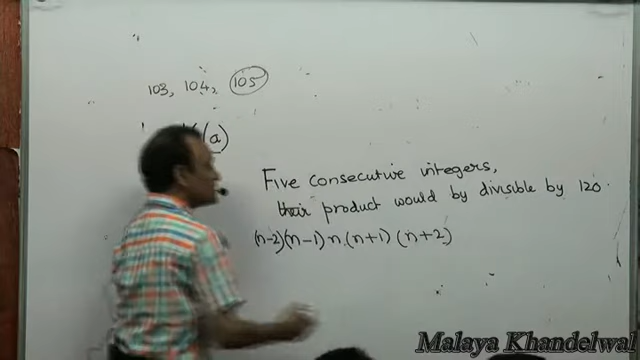 103, 104, 105
(a)
Five consecutive integers,
their product would by divisible by 120.
(n-2)(n-1) n (n+1) (n+2)
Malaya Khandelwal